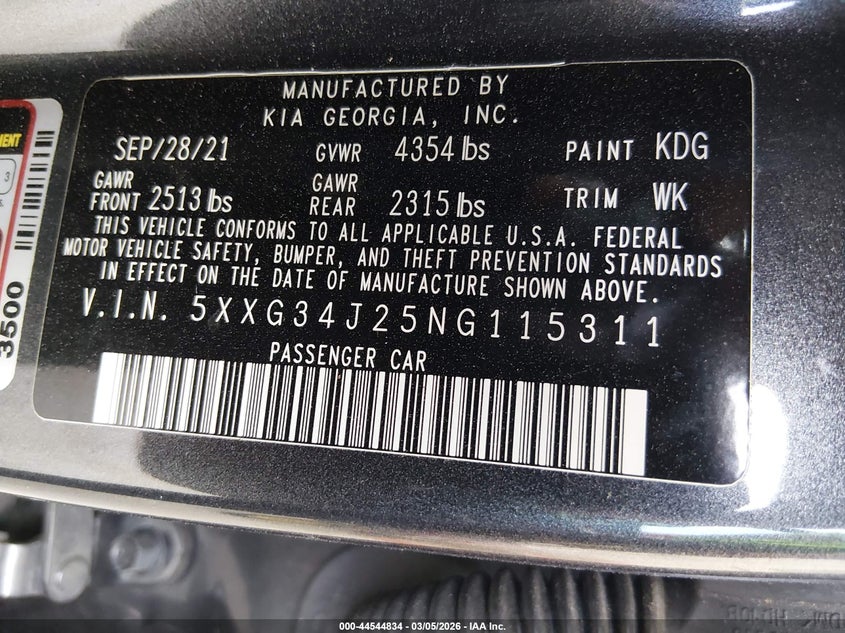 MANUFACTURED BY
KIA GEORGIA, INC.
SEP/28/21 GVWR 4354 lbs PAINT KDG
GAWR FRONT 2513 lbs GAWR REAR 2315 lbs TRIM WK
THIS VEHICLE CONFORMS TO ALL APPLICABLE U.S.A. FEDERAL
MOTOR VEHICLE SAFETY, BUMPER, AND THEFT PREVENTION STANDARDS
IN EFFECT ON THE DATE OF MANUFACTURE SHOWN ABOVE.
V.I.N. 5XXG34J25NG115311
PASSENGER CAR
3500
3
000-44544834 - 03/05/2026 - IAA Inc.